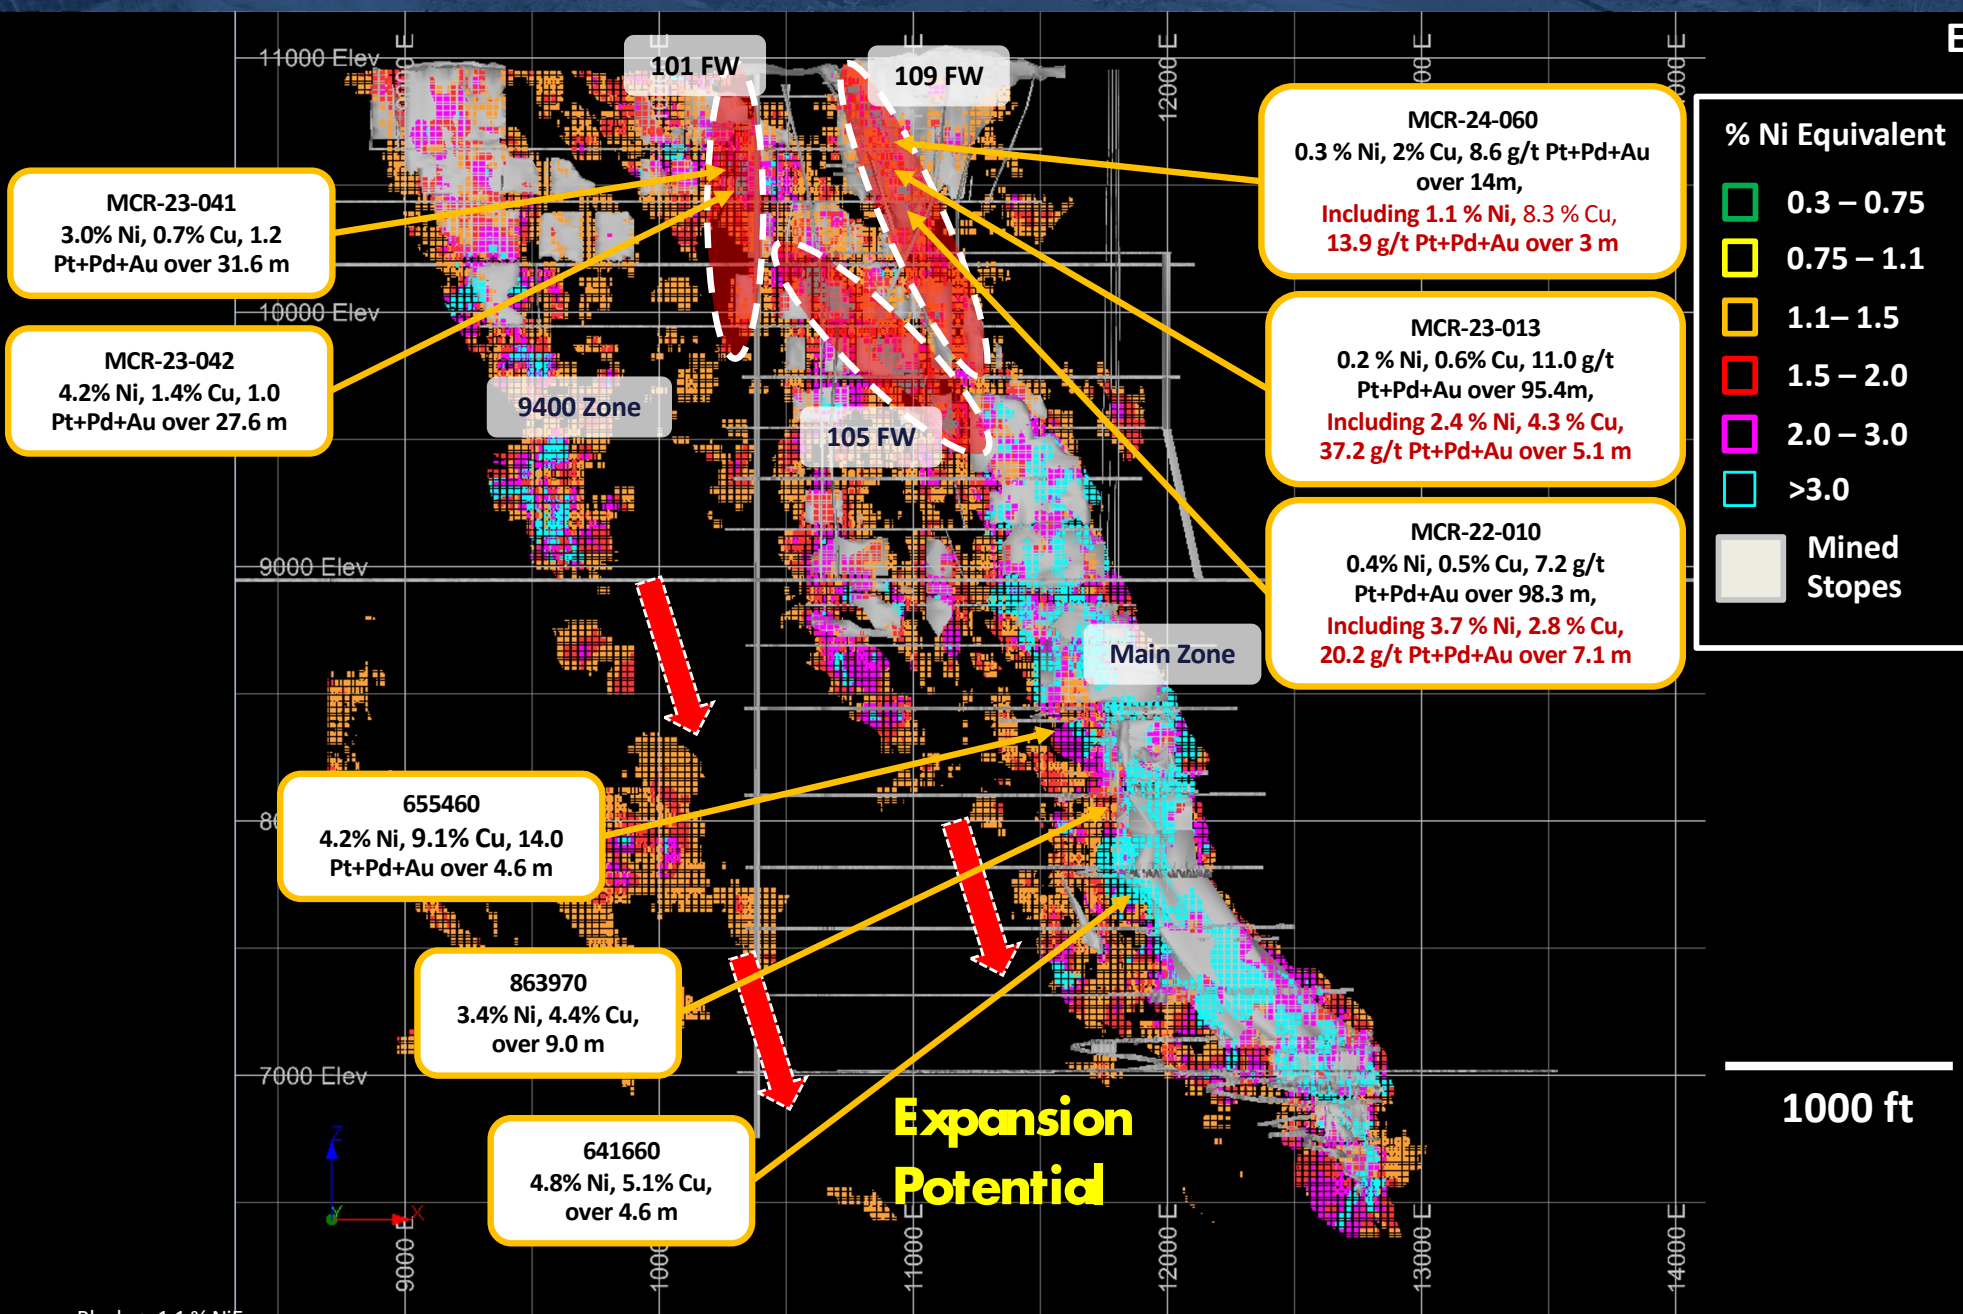 E
11000 Elev
10000 Elev
9000 Elev
7000 Elev
12000 E
101 FW
109 FW
9400 Zone
105 FW
Main Zone
MCR-23-041
3.0% Ni, 0.7% Cu, 1.2
Pt+Pd+Au over 31.6 m
MCR-23-042
4.2% Ni, 1.4% Cu, 1.0
Pt+Pd+Au over 27.6 m
MCR-24-060
0.3 % Ni, 2% Cu, 8.6 g/t Pt+Pd+Au
over 14m,
Including 1.1 % Ni, 8.3 % Cu,
13.9 g/t Pt+Pd+Au over 3 m
MCR-23-013
0.2 % Ni, 0.6% Cu, 11.0 g/t
Pt+Pd+Au over 95.4m,
Including 2.4 % Ni, 4.3 % Cu,
37.2 g/t Pt+Pd+Au over 5.1 m
MCR-22-010
0.4% Ni, 0.5% Cu, 7.2 g/t
Pt+Pd+Au over 98.3 m,
Including 3.7 % Ni, 2.8 % Cu,
20.2 g/t Pt+Pd+Au over 7.1 m
% Ni Equivalent
0.3 – 0.75
0.75 – 1.1
1.1– 1.5
1.5 – 2.0
2.0 – 3.0
>3.0
Mined
Stopes
655460
4.2% Ni, 9.1% Cu, 14.0
Pt+Pd+Au over 4.6 m
863970
3.4% Ni, 4.4% Cu,
over 9.0 m
641660
4.8% Ni, 5.1% Cu,
over 4.6 m
Expansion
Potential
1000 ft
Z
Y
X
9000 E
11000 E
12000 E
13000 E
14000 E